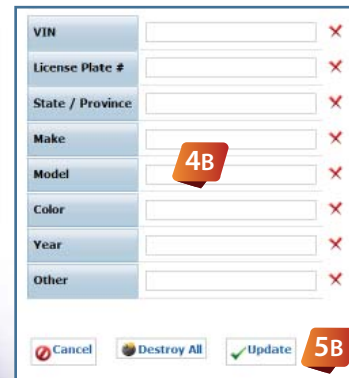 VIN
License Plate #
State / Province
Make
4B
Model
Color
Year
Other
Cancel Destroy All Update 5B